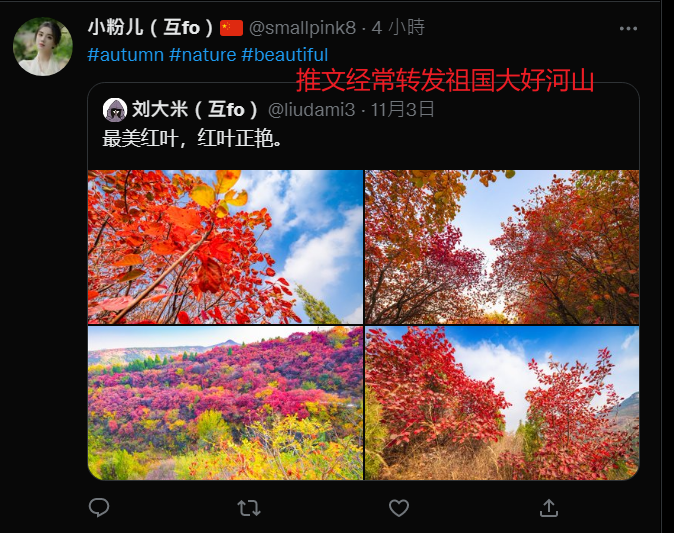 小粉儿（互fo）🇨🇳 @smallpink8 · 4 小時
#autumn #nature #beautiful
推文经常转发祖国大好河山
刘大米（互fo） @liudami3 · 11月3日
最美红叶，红叶正艳。